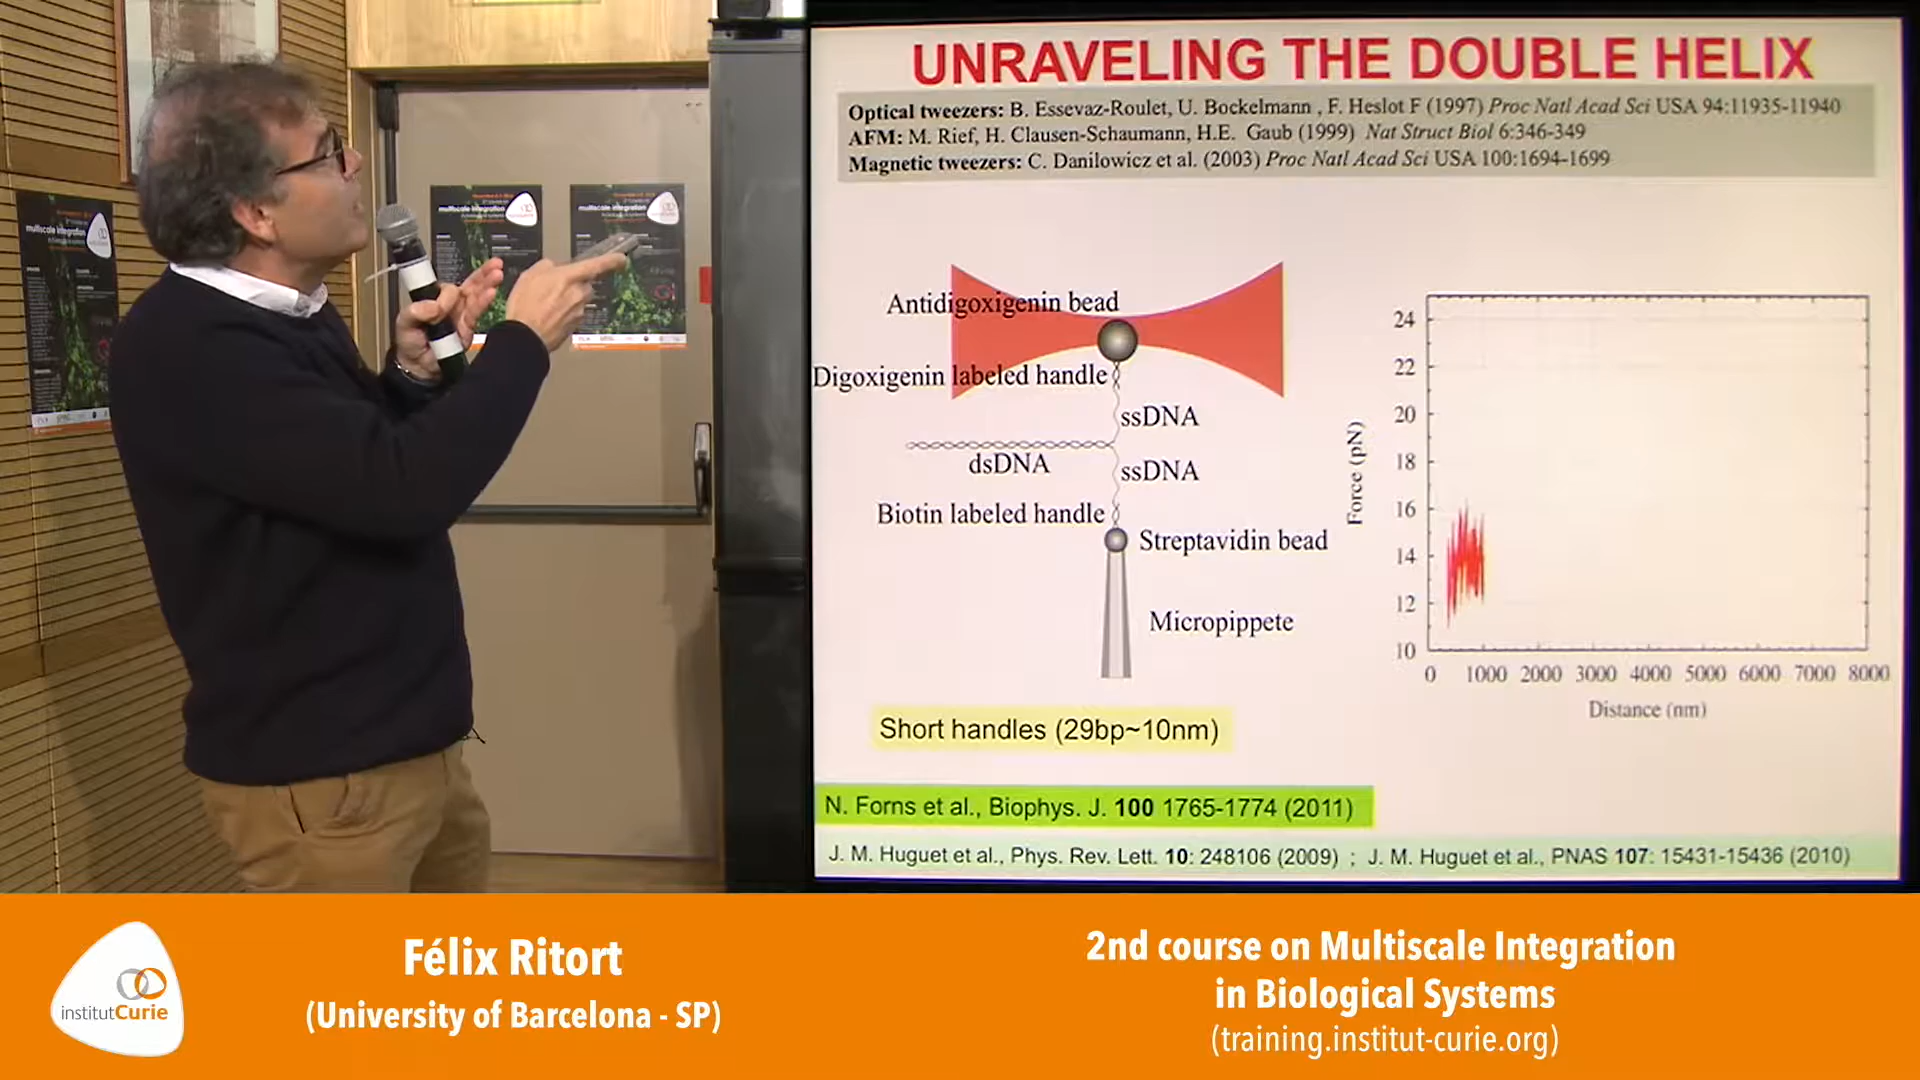 UNRAVELING THE DOUBLE HELIX
Optical tweezers: B. Essevaz-Roulet, U. Bockelmann , F. Heslot F (1997) Proc Natl Acad Sci USA 94:11935-11940
AFM: M. Rief, H. Clausen-Schaumann, H.E. Gaub (1999) Nat Struct Biol 6:346-349
Magnetic tweezers: C. Danilowicz et al. (2003) Proc Natl Acad Sci USA 100:1694-1699
multiscale integration
multiscale integration
multiscale integration
Antidigoxigenin bead
Digoxigenin labeled handle
ssDNA
dsDNA
ssDNA
Biotin labeled handle
Streptavidin bead
Micropippete
Force (pN)
24
22
20
18
16
14
12
10
0 1000 2000 3000 4000 5000 6000 7000 8000
Distance (nm)
Short handles (29bp~10nm)
N. Forns et al., Biophys. J. 100 1765-1774 (2011)
J. M. Huguet et al., Phys. Rev. Lett. 10: 248106 (2009) ; J. M. Huguet et al., PNAS 107: 15431-15436 (2010)
institutCurie
Félix Ritort
(University of Barcelona - SP)
2nd course on Multiscale Integration
in Biological Systems
(training.institut-curie.org)